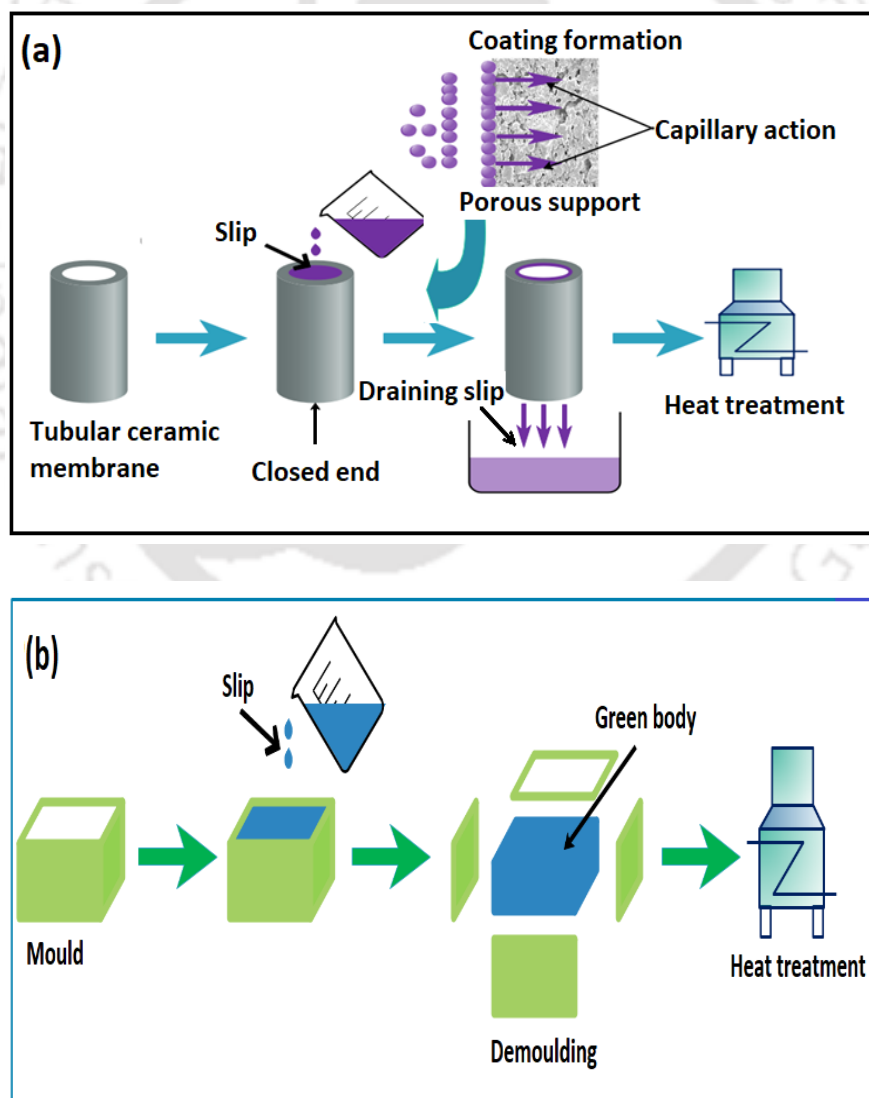 (a)
Coating formation
Capillary action
Porous support
Slip
Draining slip
Heat treatment
Tubular ceramic
membrane
Closed end
(b)
Slip
Green body
Mould
Heat treatment
Demoulding